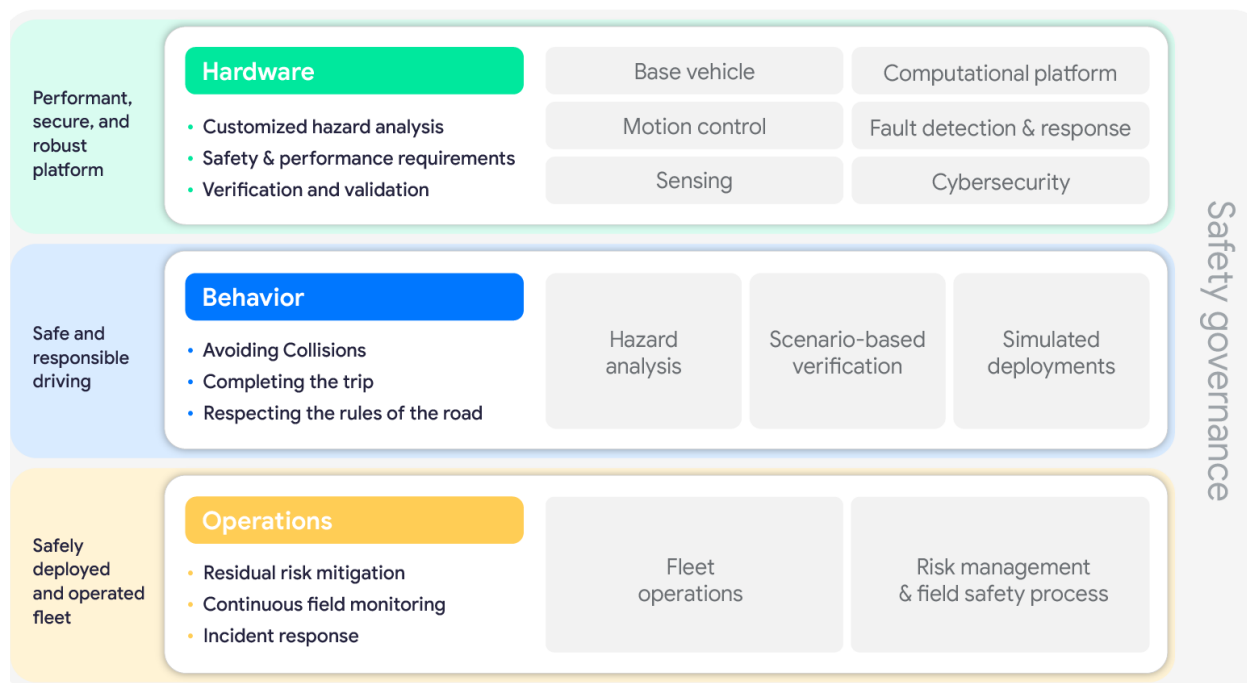 Performant,
secure, and
robust
platform
Hardware
• Customized hazard analysis
• Safety & performance requirements
• Verification and validation
Base vehicle
Computational platform
Motion control
Fault detection & response
Sensing
Cybersecurity
Safe and
responsible
driving
Behavior
• Avoiding Collisions
• Completing the trip
• Respecting the rules of the road
Hazard
analysis
Scenario-based
verification
Simulated
deployments
Safely
deployed
and operated
fleet
Operations
• Residual risk mitigation
• Continuous field monitoring
• Incident response
Fleet
operations
Risk management
& field safety process
Safety governance